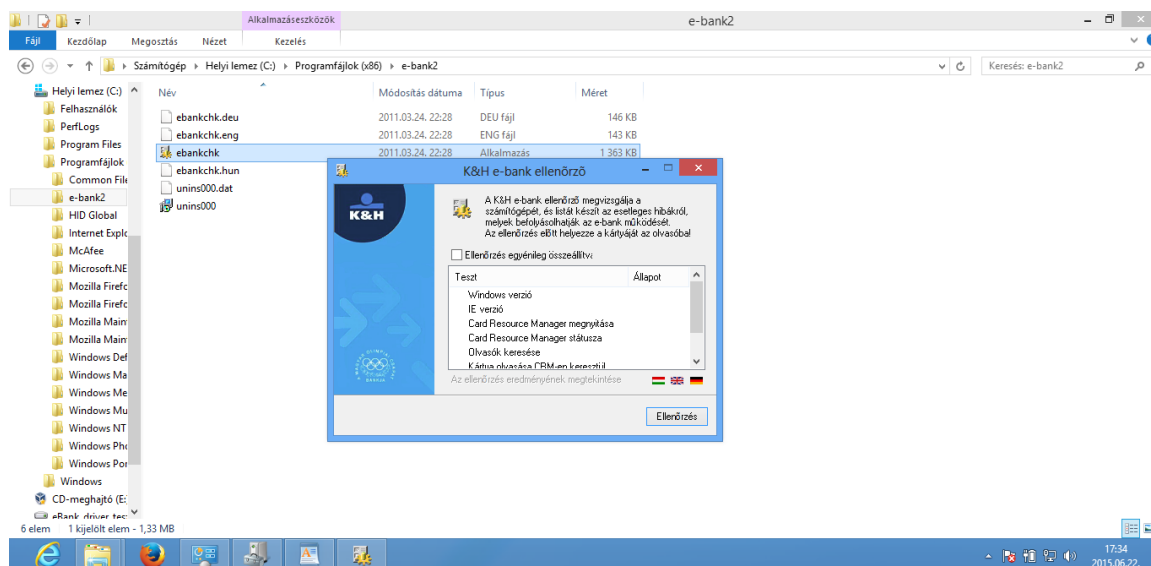 Alkalmazáseszközök
e-bank2
Fájl Kezdőlap Megosztás Nézet Kezelés
Számítógép Helyi lemez (C:) Programfájlok (x86) e-bank2
Keresés: e-bank2
Helyi lemez (C:)
Felhasználók
PerfLogs
Program Files
Programfájlok
Common File
e-bank2
HID Global
Internet Explo
McAfee
Microsoft.NE
Mozilla Firefo
Mozilla Firefo
Mozilla Main
Mozilla Main
Windows Def
Windows Ma
Windows Me
Windows Mu
Windows NT
Windows Pho
Windows Por
Windows
CD-meghajtó (E:
eBank_driver_tes
Név Módosítás dátuma Típus Méret
ebankchk.deu 2011.03.24. 22:28 DEU fájl 146 KB
ebankchk.eng 2011.03.24. 22:28 ENG fájl 143 KB
ebankchk 2011.03.24. 22:28 Alkalmazás 1 363 KB
ebankchk.hun
unins000.dat
unins000
K&H e-bank ellenőrző
K&H
A K&H e-bank ellenőrző megvizsgálja a
számítógépét, és listát készít az esetleges hibákról,
melyek befolyásolhatják az e-bank működését.
Az ellenőrzés előtt helyezze a kártyáját az olvasóba!
Ellenőrzés egyénileg összeállítva
Teszt Állapot
Windows verzió
IE verzió
Card Resource Manager megnyitása
Card Resource Manager státusza
Olvasók keresése
Kártya olvasása CRM-en keresztül
Az ellenőrzés eredményének megtekintése
Ellenőrzés
6 elem 1 kijelölt elem - 1,33 MB
17:34
2015.06.22.